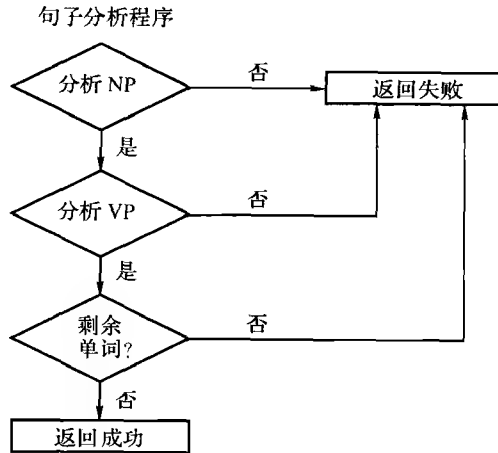 句子分析程序
分析 NP
否
返回失败
是
分析 VP
否
是
剩余
单词?
否
否
返回成功